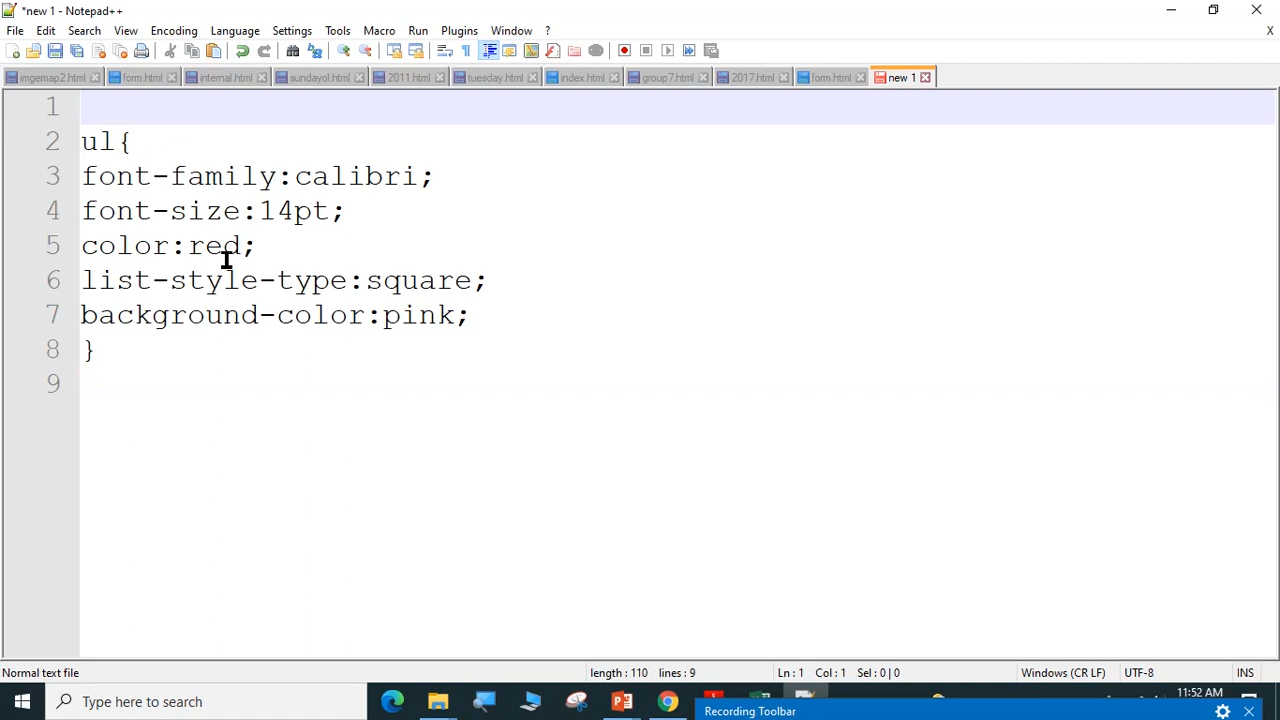 *new 1 - Notepad++
File Edit Search View Encoding Language Settings Tools Macro Run Plugins Window ? X
imgemap2.html form.html internal.html sundayol.html 2011.html tuesday.html index.html group7.html 2017.html form.html new 1
1
2 ul{
3 font-family:calibri;
4 font-size:14pt;
5 color:red;
6 list-style-type:square;
7 background-color:pink;
8 }
9
Normal text file length : 110 lines : 9 Ln : 1 Col : 1 Sel : 0 | 0 Windows (CR LF) UTF-8 INS
Type here to search 11:52 AM
Recording Toolbar